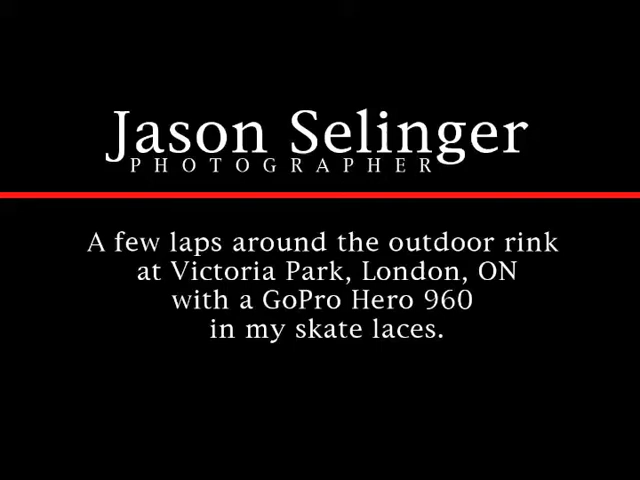 Jason Selinger
PHOTOGRAPHER
A few laps around the outdoor rink
at Victoria Park, London, ON
with a GoPro Hero 960
in my skate laces.